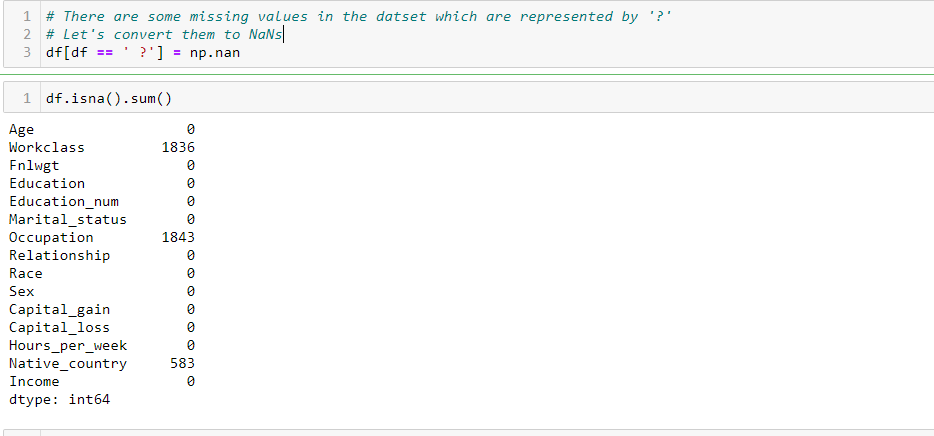 1 # There are some missing values in the datset which are represented by '?'
2 # Let's convert them to NaNs
3 df[df == ' ?'] = np.nan
1 df.isna().sum()
Age 0
Workclass 1836
Fnlwgt 0
Education 0
Education_num 0
Marital_status 0
Occupation 1843
Relationship 0
Race 0
Sex 0
Capital_gain 0
Capital_loss 0
Hours_per_week 0
Native_country 583
Income 0
dtype: int64